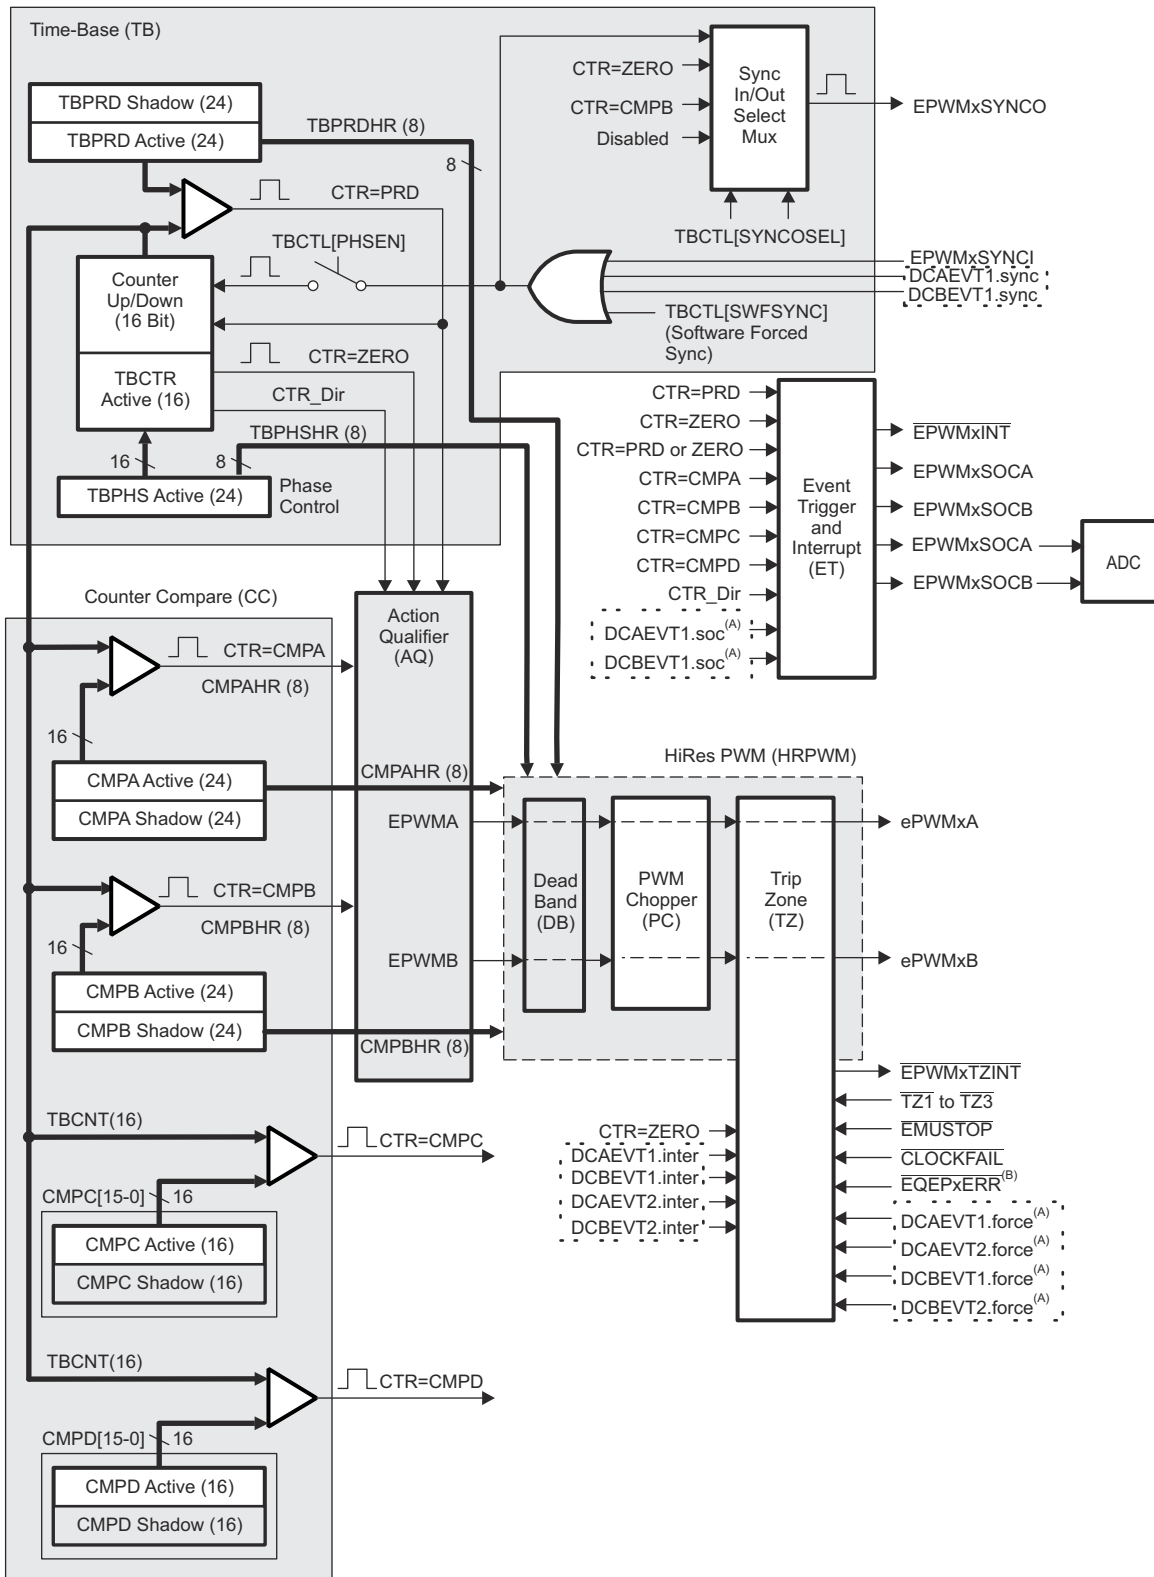 Time-Base (TB)
TBPRD Shadow (24)
TBPRD Active (24)
TBPRDHR (8)
8
CTR=PRD
TBCTL[PHSEN]
Counter
Up/Down
(16 Bit)
TBCTR
Active (16)
CTR=ZERO
CTR_Dir
TBPHSHR (8)
16
8
TBPHS Active (24)
Phase
Control
CTR=ZERO
CTR=CMPB
Disabled
Sync
In/Out
Select
Mux
EPWMxSYNCO
TBCTL[SYNCOSEL]
EPWMxSYNCI
DCAEVT1.sync
DCBEVT1.sync
TBCTL[SWFSYNC]
(Software Forced
Sync)
CTR=PRD
CTR=ZERO
CTR=PRD or ZERO
CTR=CMPA
CTR=CMPB
CTR=CMPC
CTR=CMPD
CTR_Dir
DCAEVT1.soc(A)
DCBEVT1.soc(A)
Event
Trigger
and
Interrupt
(ET)
EPWMxINT
EPWMxSOCA
EPWMxSOCB
EPWMxSOCA
EPWMxSOCB
ADC
Counter Compare (CC)
CTR=CMPA
CMPAHR (8)
16
CMPA Active (24)
CMPA Shadow (24)
CTR=CMPB
CMPBHR (8)
16
CMPB Active (24)
CMPB Shadow (24)
TBCNT(16)
CTR=CMPC
CMPC[15-0]
16
CMPC Active (16)
CMPC Shadow (16)
TBCNT(16)
CTR=CMPD
CMPD[15-0]
16
CMPD Active (16)
CMPD Shadow (16)
Action
Qualifier
(AQ)
CMPAHR (8)
EPWMA
EPWMB
CMPBHR (8)
HiRes PWM (HRPWM)
Dead
Band
(DB)
PWM
Chopper
(PC)
Trip
Zone
(TZ)
ePWMxA
ePWMxB
EPWMxTZINT
TZ1 to TZ3
EMUSTOP
CLOCKFAIL
EQEPxERR(B)
DCAEVT1.force(A)
DCAEVT2.force(A)
DCBEVT1.force(A)
DCBEVT2.force(A)
CTR=ZERO
DCAEVT1.inter
DCBEVT1.inter
DCAEVT2.inter
DCBEVT2.inter